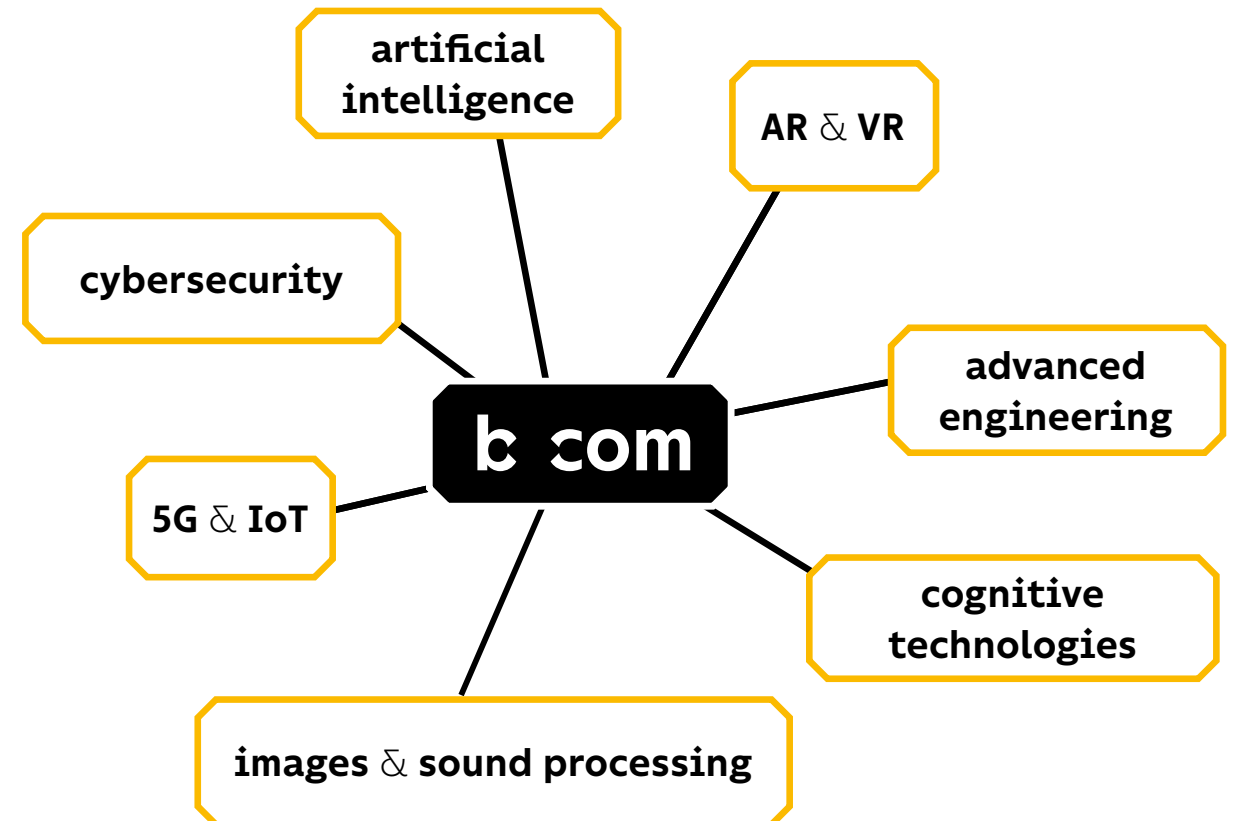 artificial
intelligence
AR & VR
cybersecurity
advanced
engineering
b com
5G & IoT
cognitive
technologies
images & sound processing